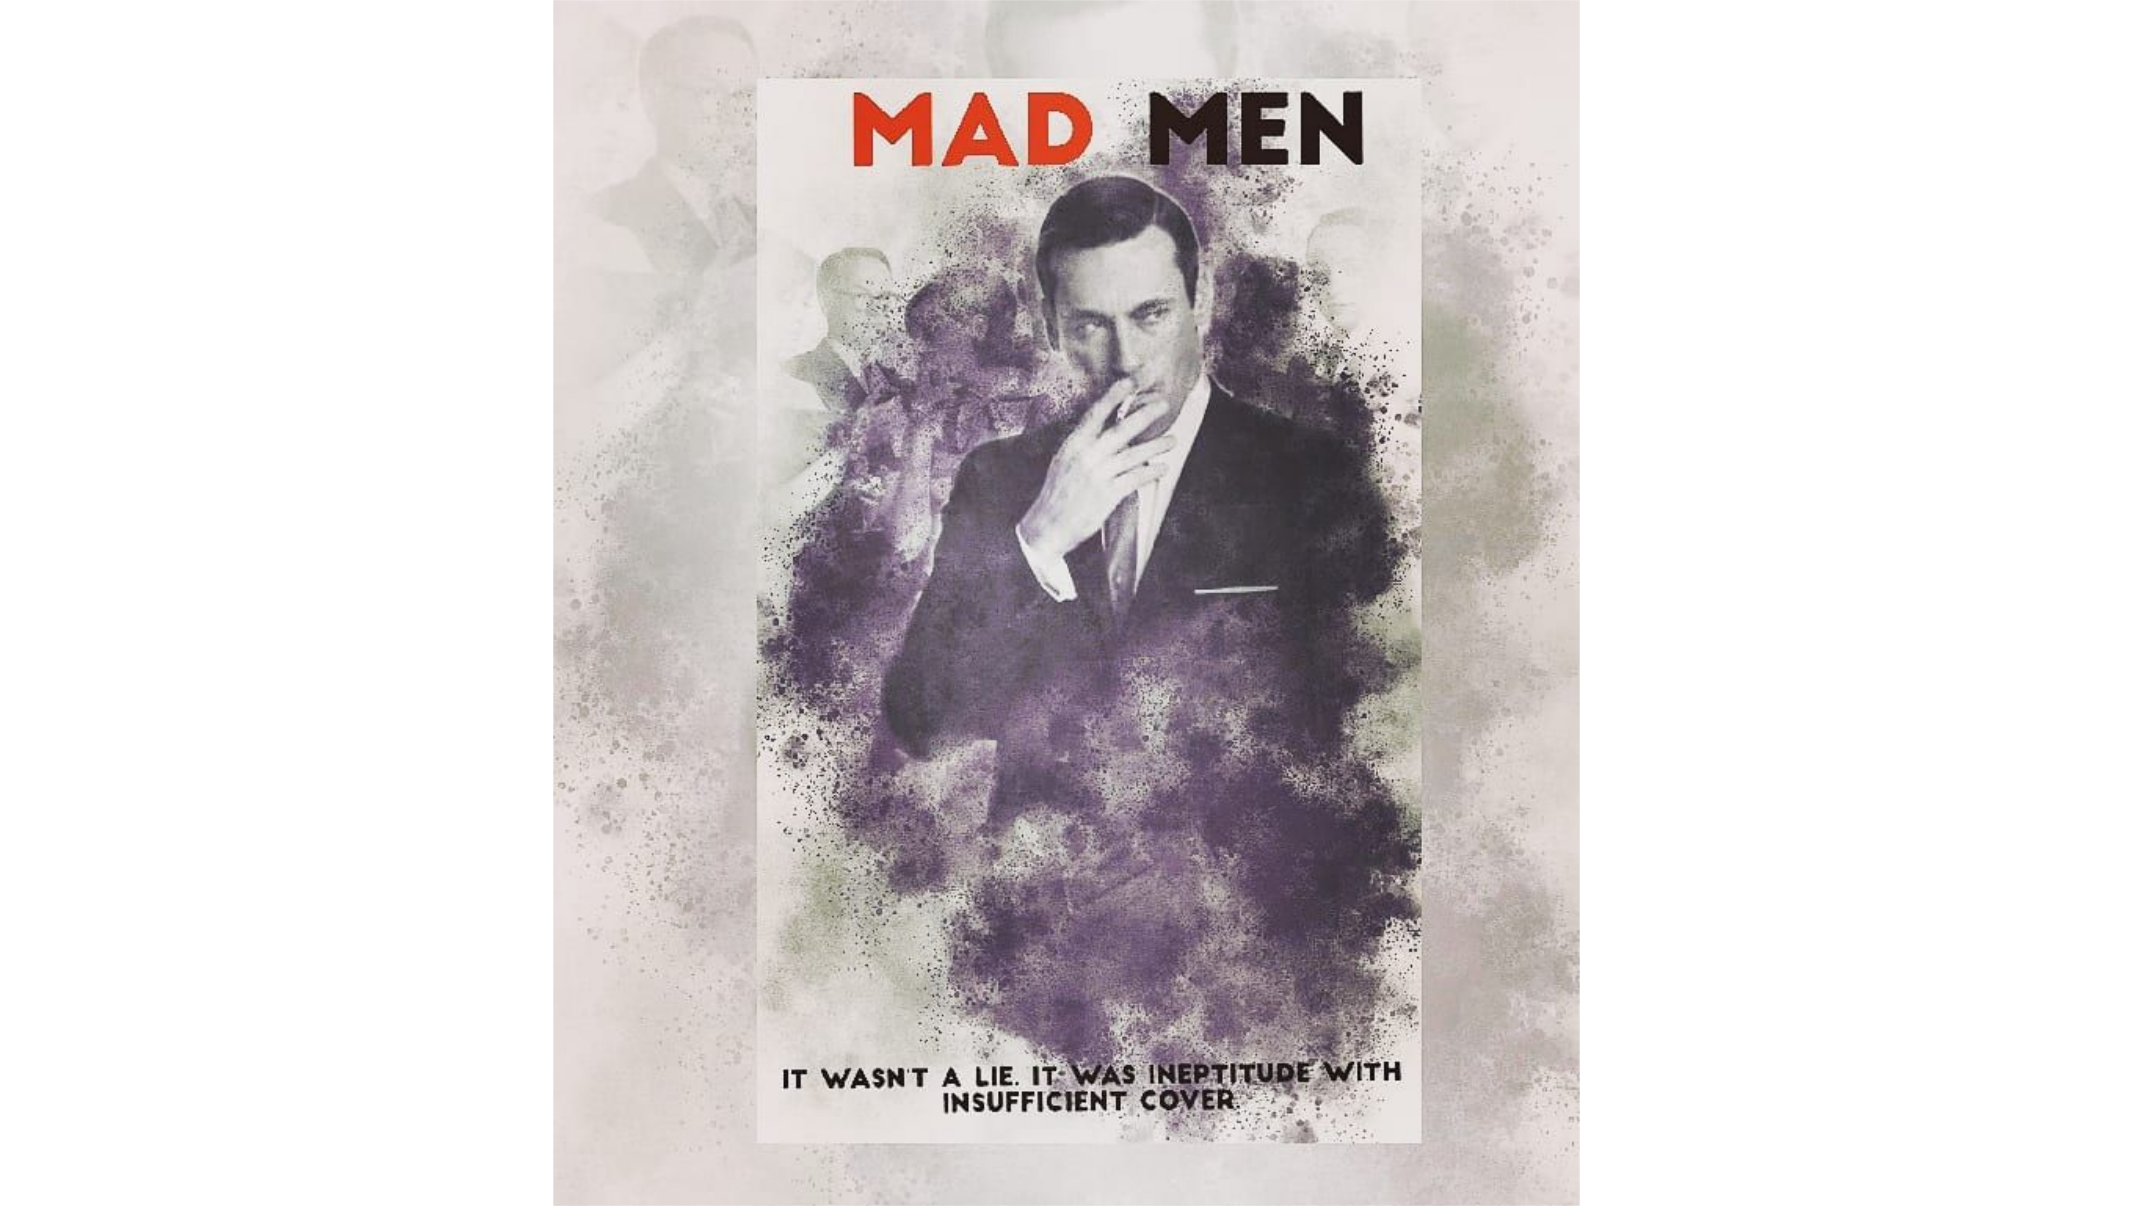 MAD MEN
IT WASN'T A LIE. IT WAS INEPTITUDE WITH
INSUFFICIENT COVER.